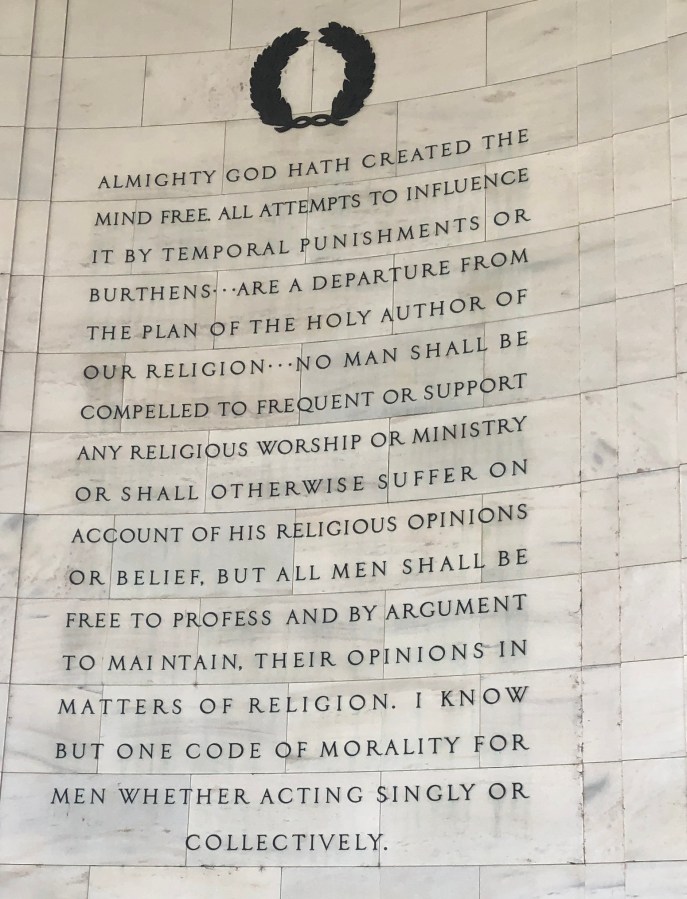 ALMIGHTY GOD HATH CREATED THE
MIND FREE. ALL ATTEMPTS TO INFLUENCE
IT BY TEMPORAL PUNISHMENTS OR
BURTHENS···ARE A DEPARTURE FROM
THE PLAN OF THE HOLY AUTHOR OF
OUR RELIGION···NO MAN SHALL BE
COMPELLED TO FREQUENT OR SUPPORT
ANY RELIGIOUS WORSHIP OR MINISTRY
OR SHALL OTHERWISE SUFFER ON
ACCOUNT OF HIS RELIGIOUS OPINIONS
OR BELIEF, BUT ALL MEN SHALL BE
FREE TO PROFESS AND BY ARGUMENT
TO MAINTAIN, THEIR OPINIONS IN
MATTERS OF RELIGION. I KNOW
BUT ONE CODE OF MORALITY FOR
MEN WHETHER ACTING SINGLY OR
COLLECTIVELY.